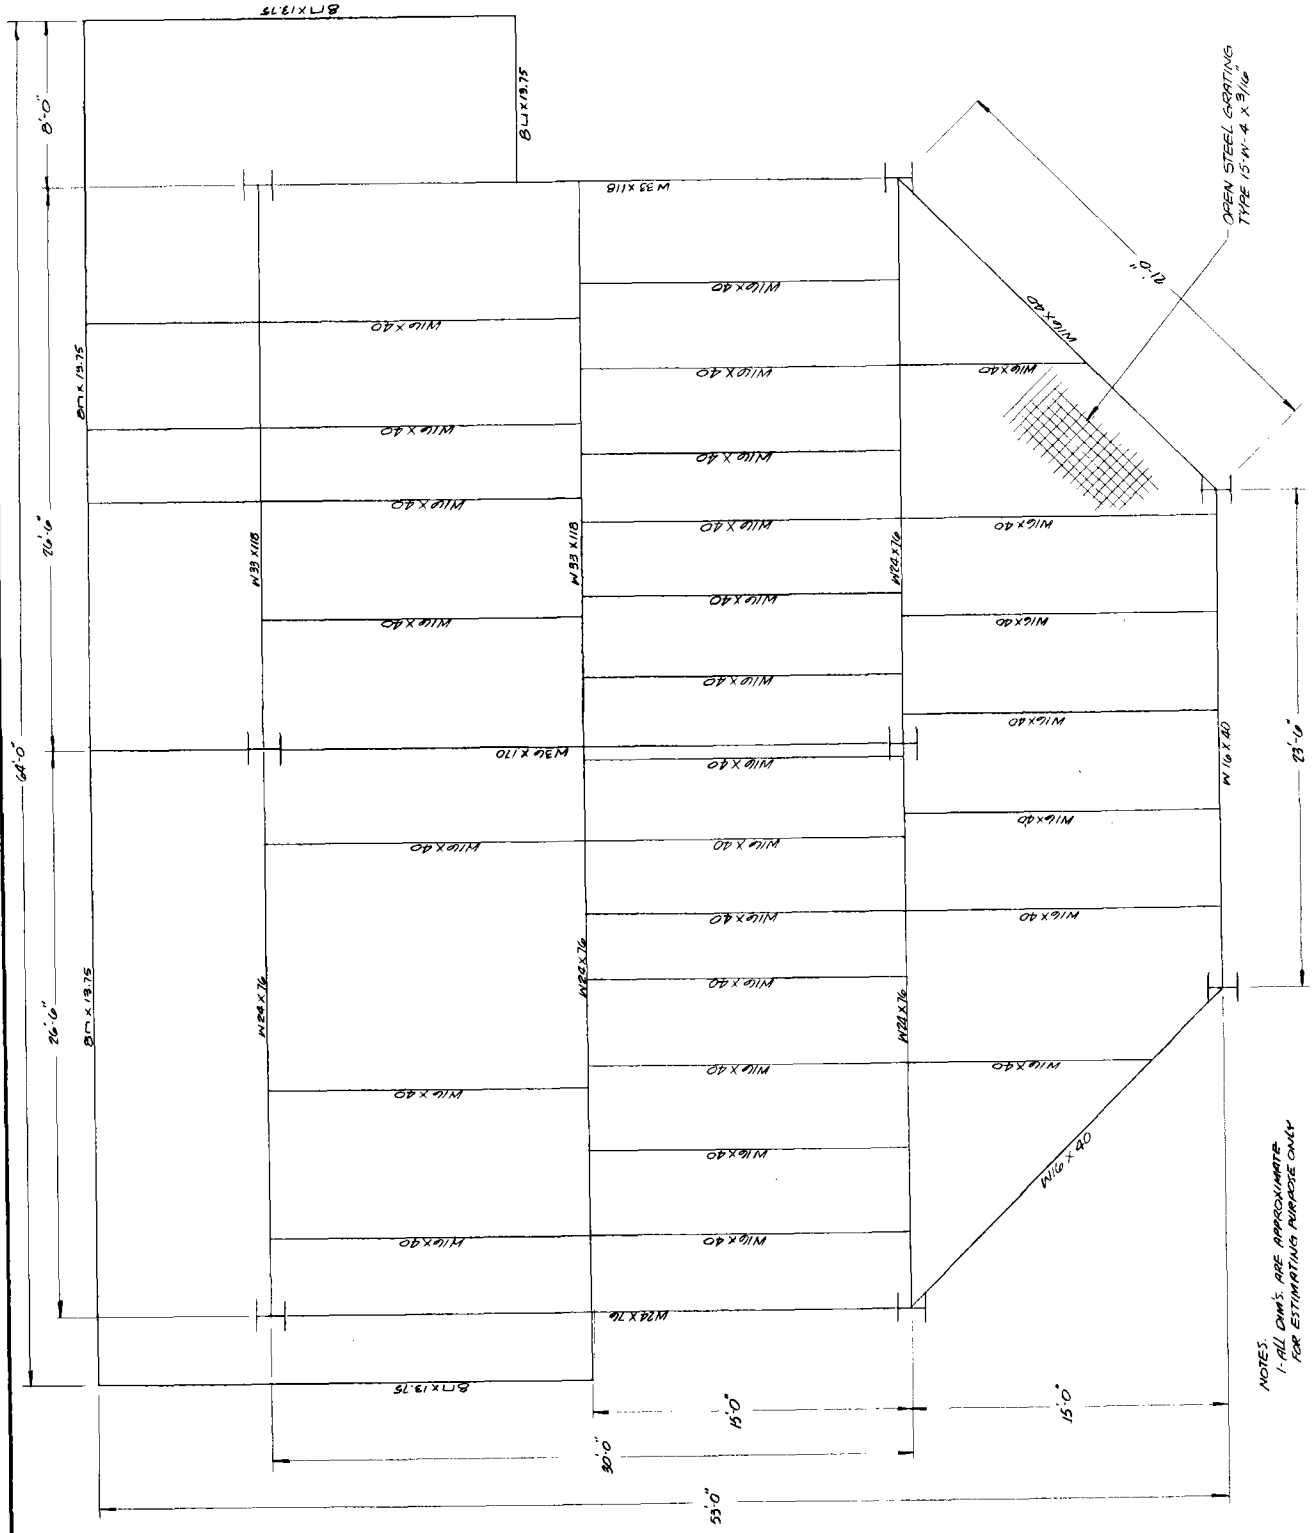 8⊔x13.75
8'-0"
8⊔x13.75
OPEN STEEL GRATING
TYPE 15-W-4 x 3/16"
W33x118
21'-0"
W16x40
W16x40
W16x40
8⊓x13.75
W16x40
W16x40
W16x40
W16x40
W16x40
26'-6"
W33x118
W33x118
W16x40
W24x76
W16x40
W16x40
W16x40
W16x40
W16x40
W16x40
64'-0"
W36x170
W16x40
W16x40
23'-6"
W16x40
W16x40
W16x40
W16x40
W16x40
8⊓x13.75
26'-6"
W24x76
W24x76
W24x76
W16x40
W16x40
W16x40
W16x40
W16x40
W16x40
W16x40
W16x40
W24x76
8⊔x13.75
15'-0"
15'-0"
30'-0"
53'-0"
NOTES:
1-ALL DIM'S. ARE APPROXIMATE
FOR ESTIMATING PURPOSE ONLY